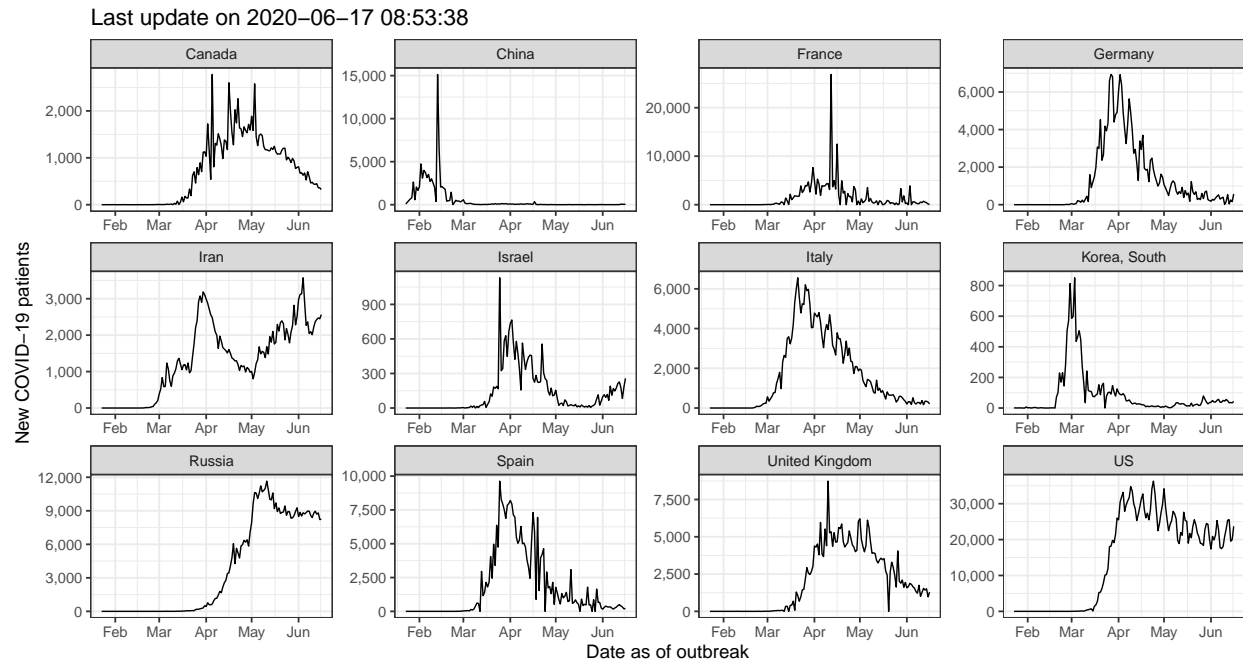 Last update on 2020−06−17 08:53:38
New COVID−19 patients
Canada
2,000
1,000
0
Feb Mar Apr May Jun
China
15,000
10,000
5,000
0
Feb Mar Apr May Jun
France
20,000
10,000
0
Feb Mar Apr May Jun
Germany
6,000
4,000
2,000
0
Feb Mar Apr May Jun
Iran
3,000
2,000
1,000
0
Feb Mar Apr May Jun
Israel
900
600
300
0
Feb Mar Apr May Jun
Italy
6,000
4,000
2,000
0
Feb Mar Apr May Jun
Korea, South
800
600
400
200
0
Feb Mar Apr May Jun
Russia
12,000
9,000
6,000
3,000
0
Feb Mar Apr May Jun
Spain
10,000
7,500
5,000
2,500
0
Feb Mar Apr May Jun
United Kingdom
7,500
5,000
2,500
0
Feb Mar Apr May Jun
US
30,000
20,000
10,000
0
Feb Mar Apr May Jun
Date as of outbreak